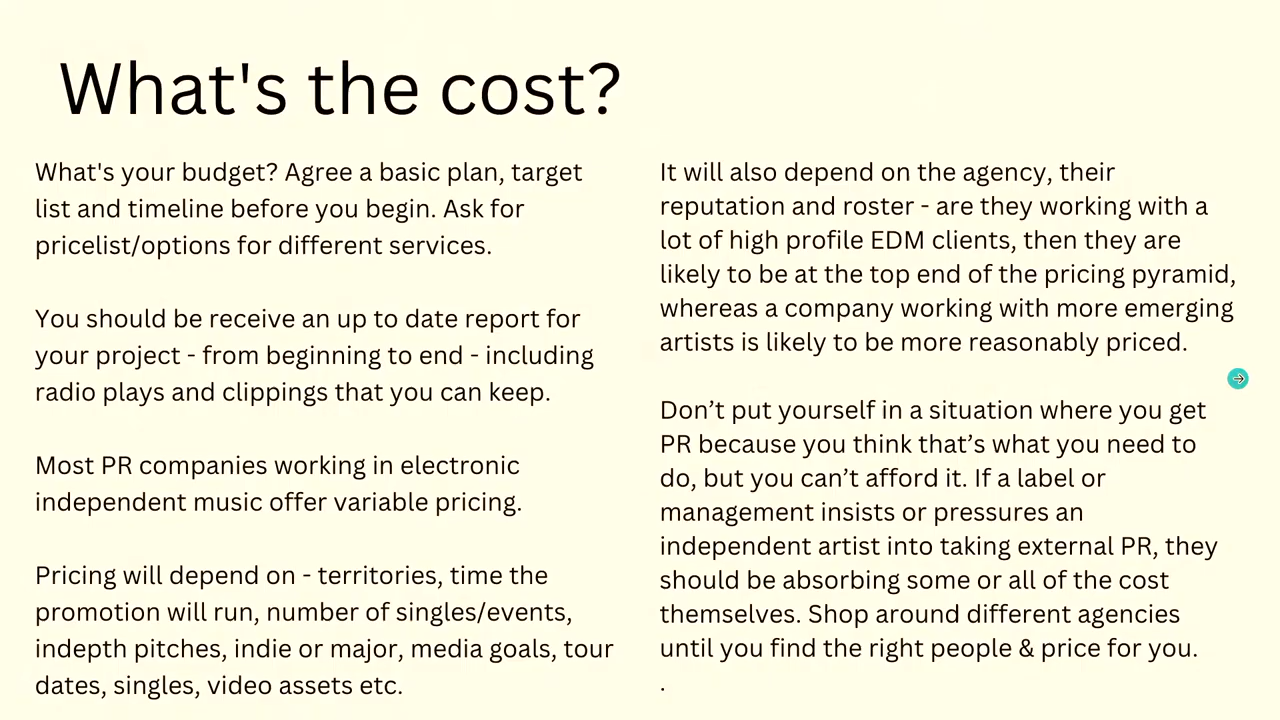 What's the cost?
What's your budget? Agree a basic plan, target
list and timeline before you begin. Ask for
pricelist/options for different services.
You should be receive an up to date report for
your project - from beginning to end - including
radio plays and clippings that you can keep.
Most PR companies working in electronic
independent music offer variable pricing.
Pricing will depend on - territories, time the
promotion will run, number of singles/events,
indepth pitches, indie or major, media goals, tour
dates, singles, video assets etc.
It will also depend on the agency, their
reputation and roster - are they working with a
lot of high profile EDM clients, then they are
likely to be at the top end of the pricing pyramid,
whereas a company working with more emerging
artists is likely to be more reasonably priced.
Don’t put yourself in a situation where you get
PR because you think that’s what you need to
do, but you can’t afford it. If a label or
management insists or pressures an
independent artist into taking external PR, they
should be absorbing some or all of the cost
themselves. Shop around different agencies
until you find the right people & price for you.
.